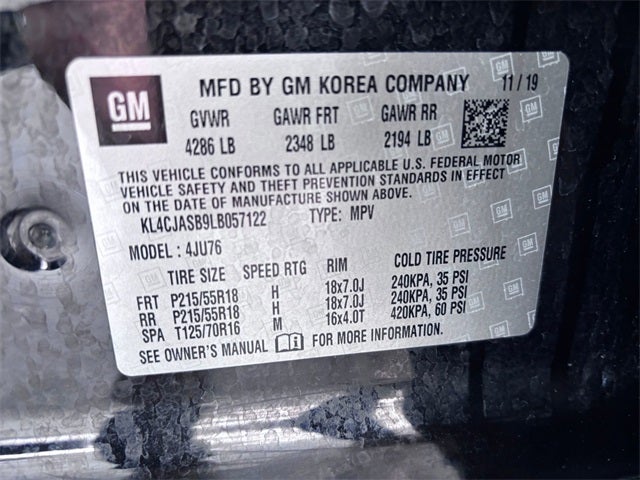 GM MFD BY GM KOREA COMPANY 11/19
GVWR GAWR FRT GAWR RR
4286 LB 2348 LB 2194 LB
THIS VEHICLE CONFORMS TO ALL APPLICABLE U.S. FEDERAL MOTOR
VEHICLE SAFETY AND THEFT PREVENTION STANDARDS IN EFFECT
ON THE DATE OF MANUFACTURE SHOWN ABOVE.
KL4CJASB9LB057122 TYPE: MPV
MODEL : 4JU76
TIRE SIZE SPEED RTG RIM COLD TIRE PRESSURE
FRT P215/55R18 H 18x7.0J 240KPA, 35 PSI
RR P215/55R18 H 18x7.0J 240KPA, 35 PSI
SPA T125/70R16 M 16x4.0T 420KPA, 60 PSI
SEE OWNER'S MANUAL i FOR MORE INFORMATION.